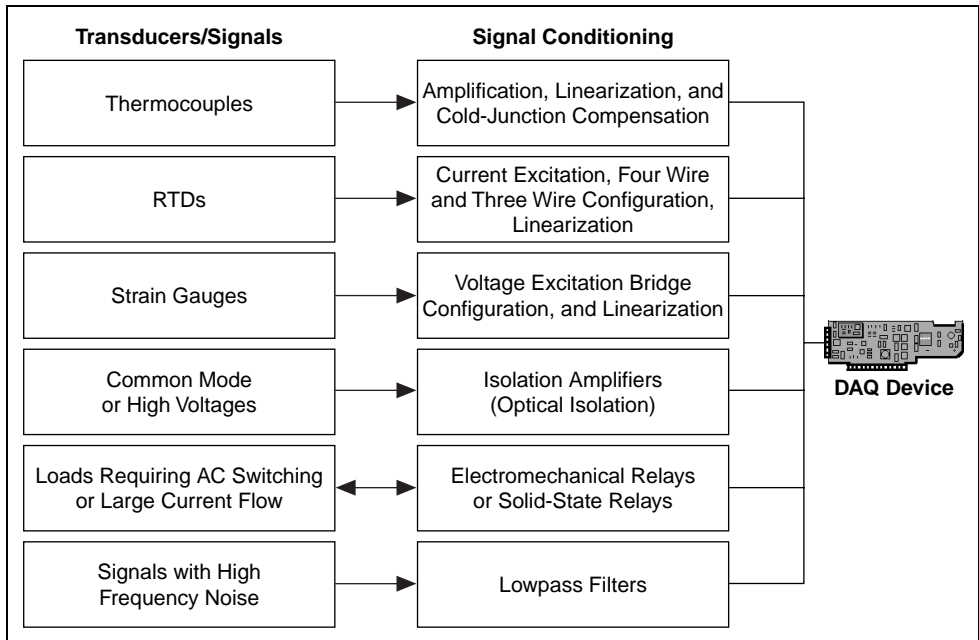 Transducers/Signals
Signal Conditioning
Thermocouples
Amplification, Linearization, and
Cold-Junction Compensation
RTDs
Current Excitation, Four Wire
and Three Wire Configuration,
Linearization
Strain Gauges
Voltage Excitation Bridge
Configuration, and Linearization
Common Mode
or High Voltages
Isolation Amplifiers
(Optical Isolation)
Loads Requiring AC Switching
or Large Current Flow
Electromechanical Relays
or Solid-State Relays
Signals with High
Frequency Noise
Lowpass Filters
DAQ Device